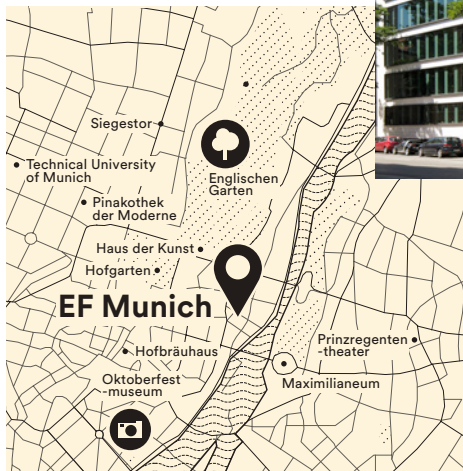 Siegestor
Technical University
of Munich
Englischen
Garten
Pinakothek
der Moderne
Haus der Kunst
Hofgarten
EF Munich
Hofbräuhaus
Prinzregenten
-theater
Oktoberfest
-museum
Maximilianeum